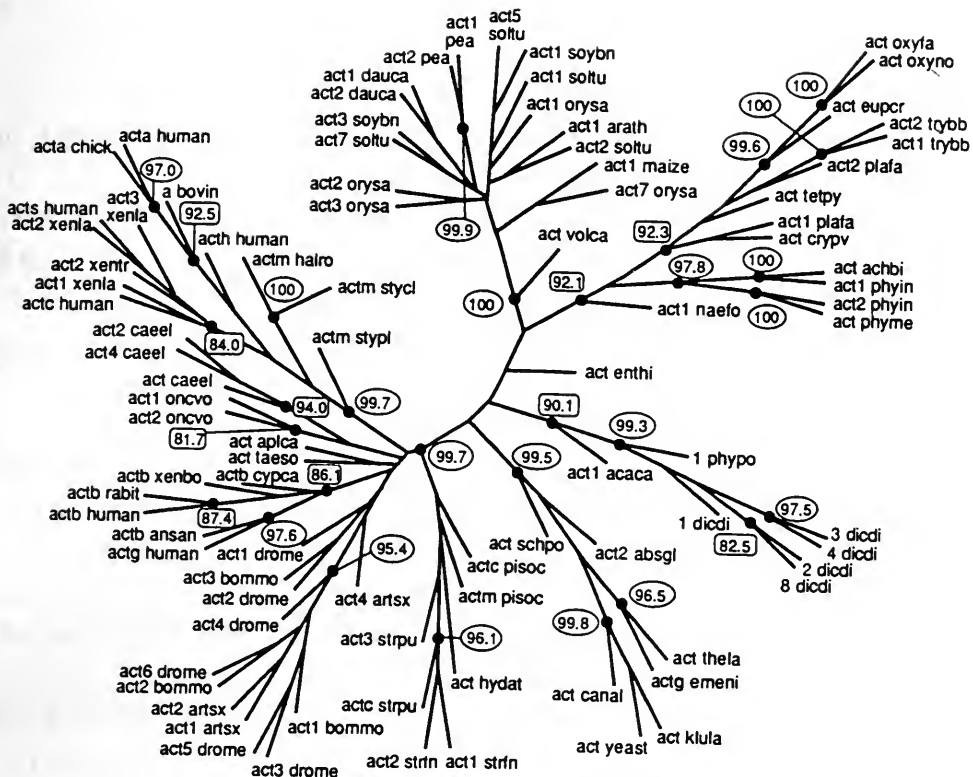 act1
pea
act5
soltu
act2 pea
act1 soybn
act1 dauca
act2 dauca
act1 soltu
act3 soybn
act7 soltu
act1 orysa
act1 arath
act2 soltu
act2 orysa
act3 orysa
act1 maize
act7 orysa
99.9
act volca
100
act oxyfa
act oxyno
100
100
act eupcr
act2 trybb
act1 trybb
99.6
act2 plafa
act tetpy
92.3
act1 plafa
act crypv
92.1
97.8
100
act achbi
act1 phyin
act2 phyin
act phyme
100
act1 naefo
act enthi
acta human
acta chick
97.0
act3
xenla
a bovin
92.5
acts human
act2 xenla
acth human
actm halro
act2 xentr
act1 xenla
actc human
100
actm stycl
84.0
actm stypl
act2 caeel
act4 caeel
99.7
act caeel
94.0
act1 oncvo
act2 oncvo
81.7
act aplca
act taeso
actb cypca
86.1
actb xenbo
actb rabit
actb human
87.4
actb ansan
actg human
97.6
act1 drome
act3 bommo
act2 drome
act4 drome
95.4
act4 artsx
act6 drome
act2 bommo
act2 artsx
act1 artsx
act5 drome
act3 drome
act1 bommo
99.7
actc pisoc
actm pisoc
act3 strpu
96.1
act hydat
actc strpu
act2 strfn
act1 strfn
90.1
99.3
1 phypo
act1 acaca
1 dicdi
97.5
3 dicdi
4 dicdi
82.5
2 dicdi
8 dicdi
99.5
act schpo
act2 absgl
96.5
99.8
act thela
actg emeni
act canal
act yeast
act klula